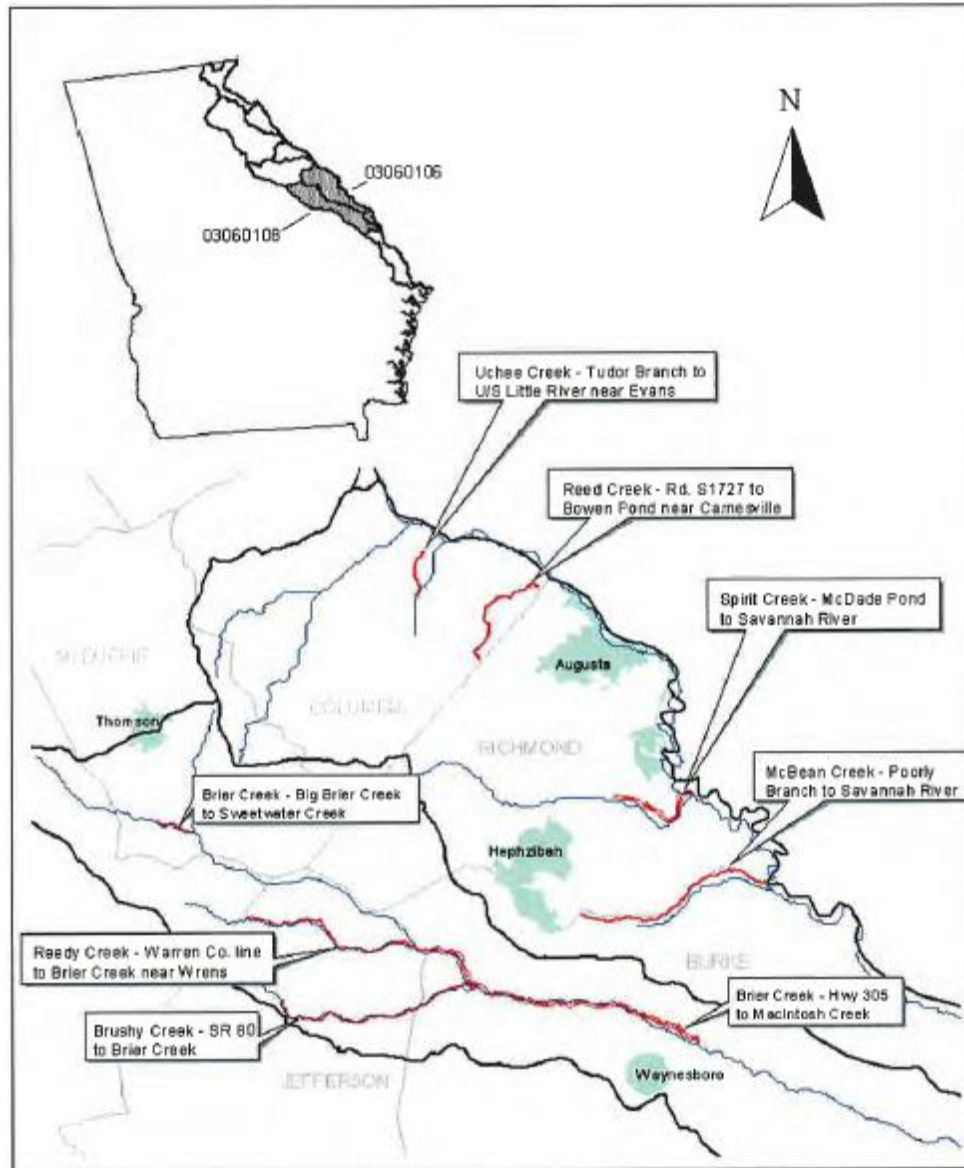 N
03060106
03060108
Uchee Creek - Tudor Branch to
U/S Little River near Evans
Reed Creek - Rd. S1727 to
Bowen Pond near Carnesville
Spirit Creek - McDade Pond
to Savannah River
McDUFFIE
Augusta
Thomson
COLUMBIA
RICHMOND
McBean Creek - Poorly
Branch to Savannah River
Brier Creek - Big Brier Creek
to Sweetwater Creek
Hephzibah
Reedy Creek - Warren Co. line
to Brier Creek near Wrens
BURKE
Brier Creek - Hwy 305
to Macintosh Creek
Brushy Creek - SR 80
to Brier Creek
JEFFERSON
Waynesboro